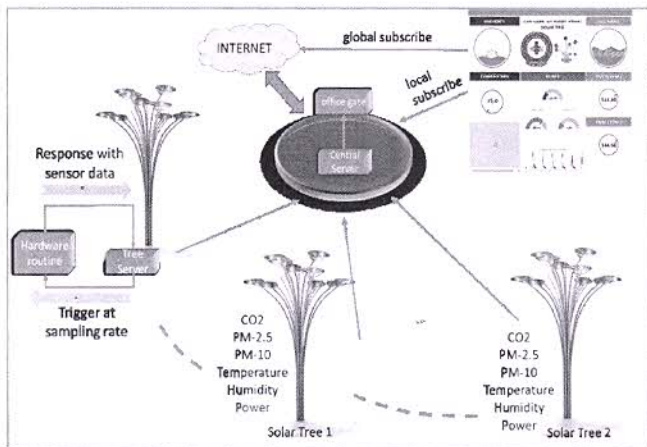 INTERNET
global subscribe
local
subscribe
office gate
Central
Server
Response with
sensor data
Hardware
routine
Tree
Server
Trigger at
sampling rate
CO2
PM-2.5
PM-10
Temperature
Humidity
Power
Solar Tree 1
CO2
PM-2.5
PM-10
Temperature
Humidity
Power
Solar Tree 2